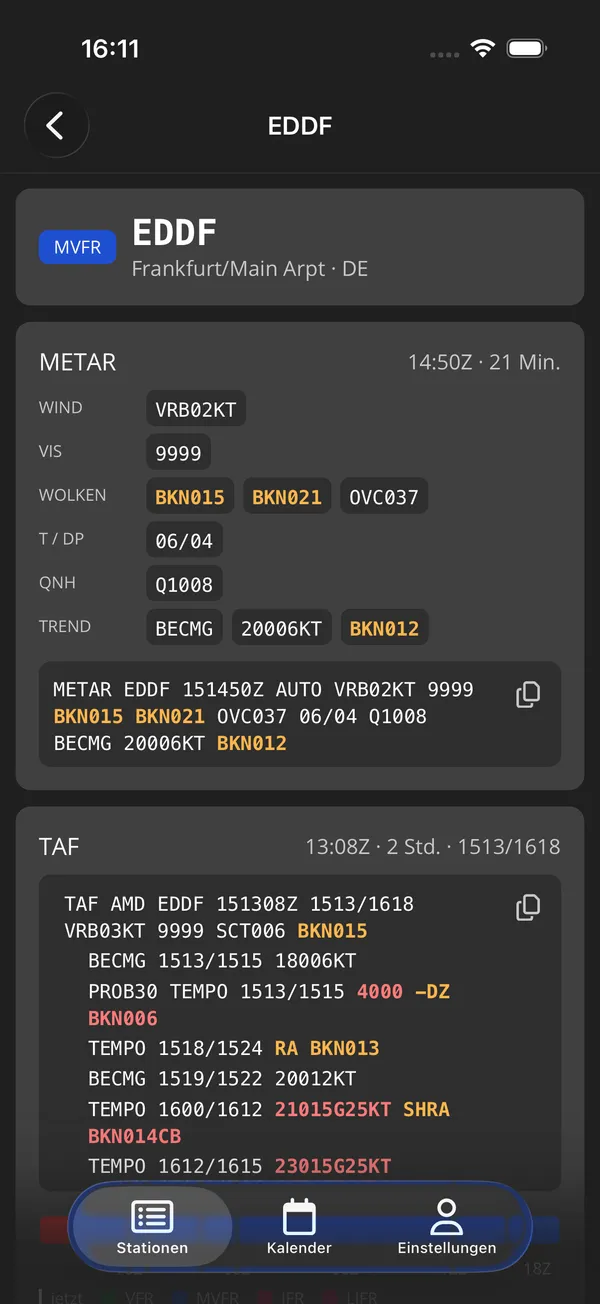 16:11
EDDF
MVFR
EDDF
Frankfurt/Main Arpt · DE
METAR
14:50Z · 21 Min.
WIND VRB02KT
VIS 9999
WOLKEN BKN015 BKN021 OVC037
T / DP 06/04
QNH Q1008
TREND BECMG 20006KT BKN012
METAR EDDF 151450Z AUTO VRB02KT 9999
BKN015 BKN021 OVC037 06/04 Q1008
BECMG 20006KT BKN012
TAF
13:08Z · 2 Std. · 1513/1618
TAF AMD EDDF 151308Z 1513/1618
VRB03KT 9999 SCT006 BKN015
BECMG 1513/1515 18006KT
PROB30 TEMPO 1513/1515 4000 -DZ
BKN006
TEMPO 1518/1524 RA BKN013
BECMG 1519/1522 20012KT
TEMPO 1600/1612 21015G25KT SHRA
BKN014CB
TEMPO 1612/1615 23015G25KT
Stationen Kalender Einstellungen
18Z
jetzt VFR MVFR IFR LIFR